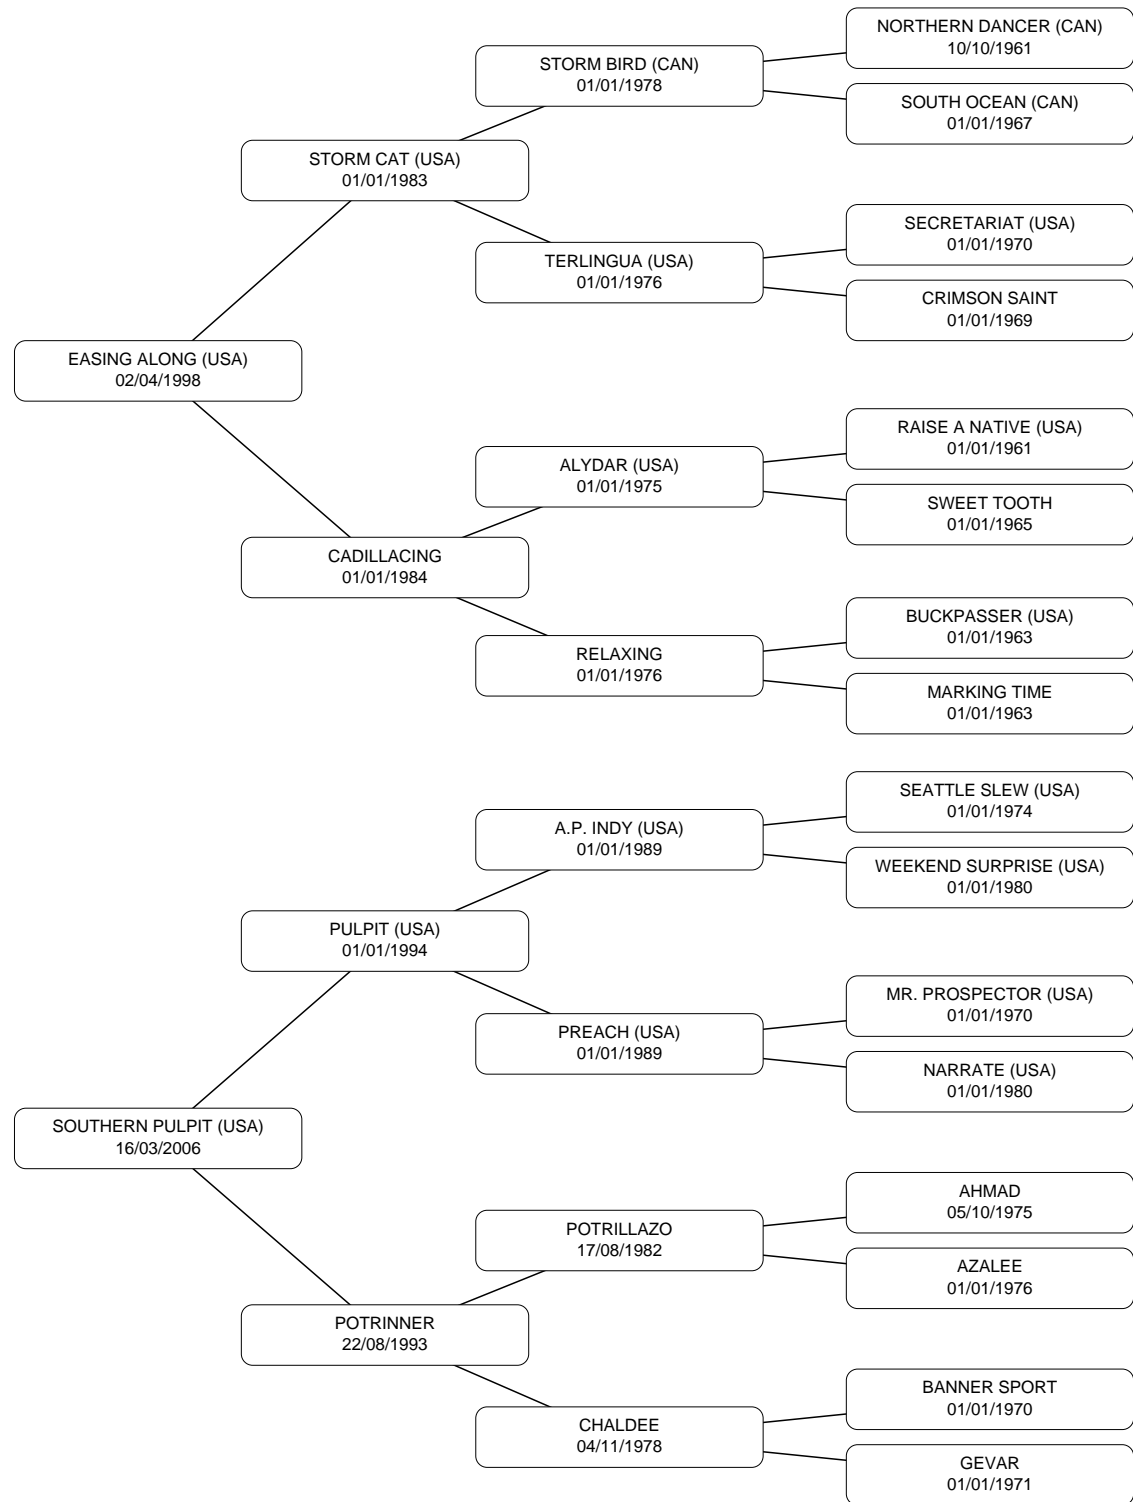 NORTHERN DANCER (CAN)
10/10/1961
STORM BIRD (CAN)
01/01/1978
SOUTH OCEAN (CAN)
01/01/1967
STORM CAT (USA)
01/01/1983
SECRETARIAT (USA)
01/01/1970
TERLINGUA (USA)
01/01/1976
CRIMSON SAINT
01/01/1969
EASING ALONG (USA)
02/04/1998
RAISE A NATIVE (USA)
01/01/1961
ALYDAR (USA)
01/01/1975
SWEET TOOTH
01/01/1965
CADILLACING
01/01/1984
BUCKPASSER (USA)
01/01/1963
RELAXING
01/01/1976
MARKING TIME
01/01/1963
SEATTLE SLEW (USA)
01/01/1974
A.P. INDY (USA)
01/01/1989
WEEKEND SURPRISE (USA)
01/01/1980
PULPIT (USA)
01/01/1994
MR. PROSPECTOR (USA)
01/01/1970
PREACH (USA)
01/01/1989
NARRATE (USA)
01/01/1980
SOUTHERN PULPIT (USA)
16/03/2006
AHMAD
05/10/1975
POTRILLAZO
17/08/1982
AZALEE
01/01/1976
POTRINNER
22/08/1993
BANNER SPORT
01/01/1970
CHALDEE
04/11/1978
GEVAR
01/01/1971